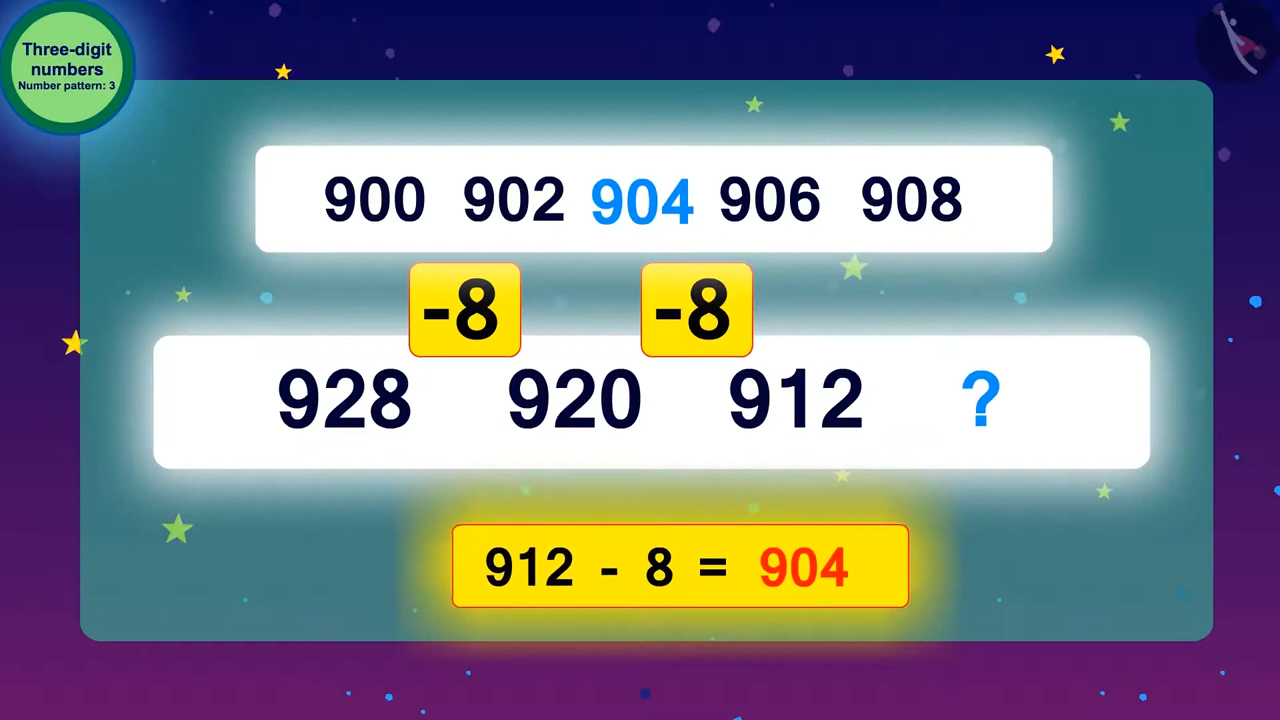 Three-digit
numbers
Number pattern: 3
900 902 904 906 908
-8 -8
928 920 912 ?
912 - 8 = 904